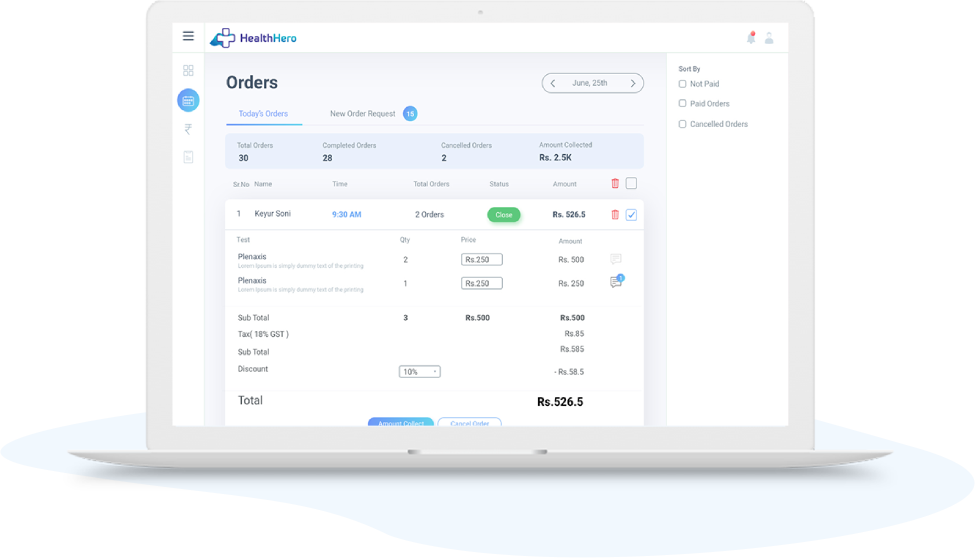 HealthHero
Orders
June, 25th
Today's Orders New Order Request 15
Total Orders Completed Orders Cancelled Orders Amount Collected
30 28 2 Rs. 2.5K
Sr.No Name Time Total Orders Status Amount
1 Keyur Soni 9:30 AM 2 Orders Close Rs. 526.5
Test Qty Price Amount
Plenaxis 2 Rs.250 Rs. 500
Lorem Ipsum is simply dummy text of the printing
Plenaxis 1 Rs.250 Rs. 250 1
Lorem Ipsum is simply dummy text of the printing
Sub Total 3 Rs.500 Rs.500
Tax( 18% GST ) Rs.85
Sub Total Rs.585
Discount 10% - Rs.58.5
Total Rs.526.5
Amount Collect Cancel Order
Sort By
Not Paid
Paid Orders
Cancelled Orders